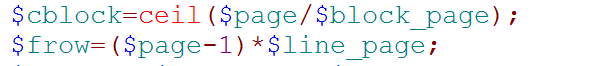 $cblock=ceil($page/$block_page);
$frow=($page-1)*$line_page;